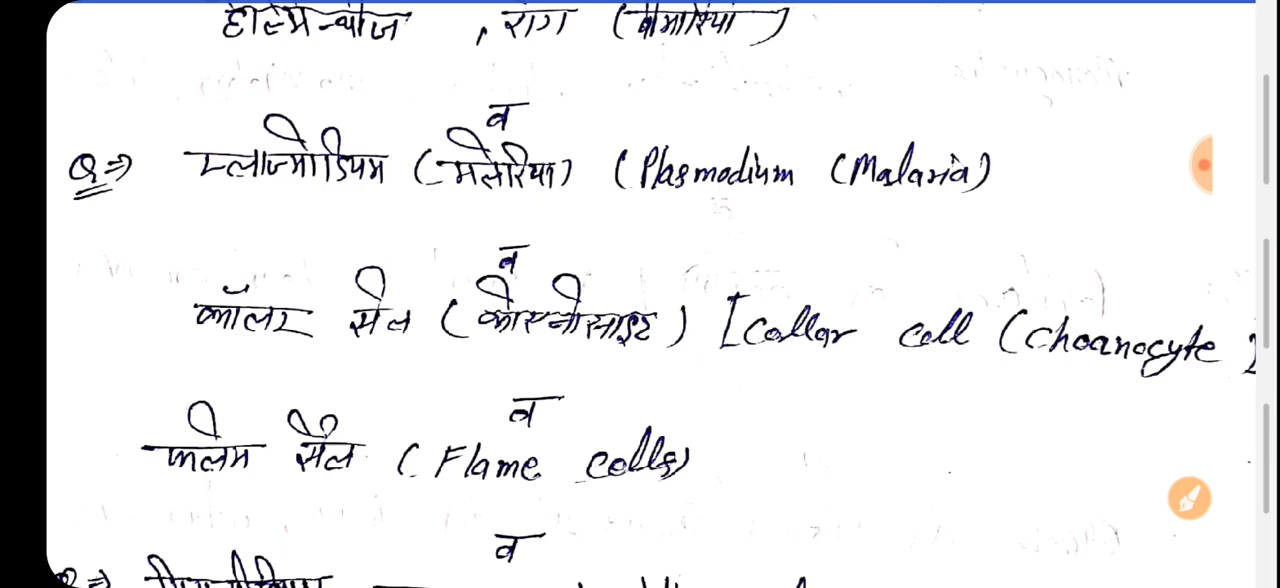 , रोग (बीमारियां)
व
Q⇒ प्लाज्मोडियम (मलेरिया) (Plasmodium (Malaria)
व
कॉलर सेल (कोएनोसाइट) [Collar cell (Choanocyte]
व
फ्लेम सैल (Flame cells)
व